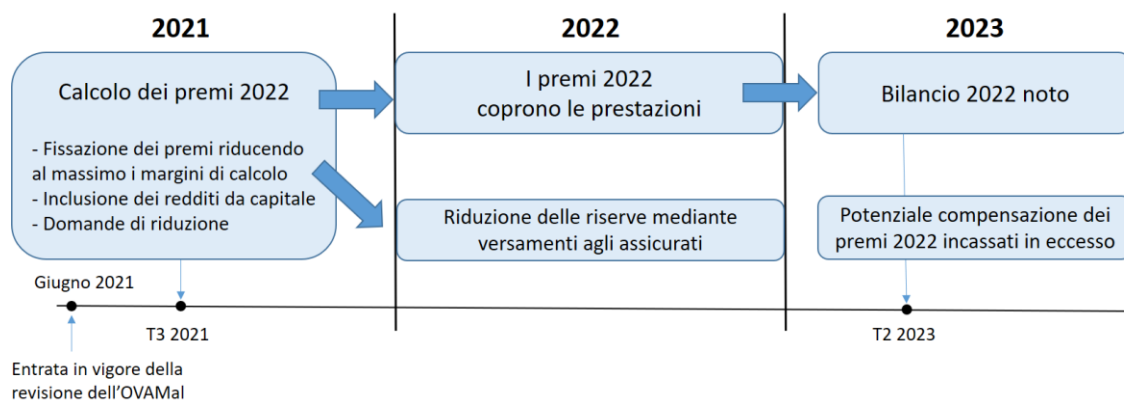 2021
2022
2023
Calcolo dei premi 2022
- Fissazione dei premi riducendo
al massimo i margini di calcolo
- Inclusione dei redditi da capitale
- Domande di riduzione
I premi 2022
coprono le prestazioni
Bilancio 2022 noto
Riduzione delle riserve mediante
versamenti agli assicurati
Potenziale compensazione dei
premi 2022 incassati in eccesso
Giugno 2021
T3 2021
T2 2023
Entrata in vigore della
revisione dell'OVAMal